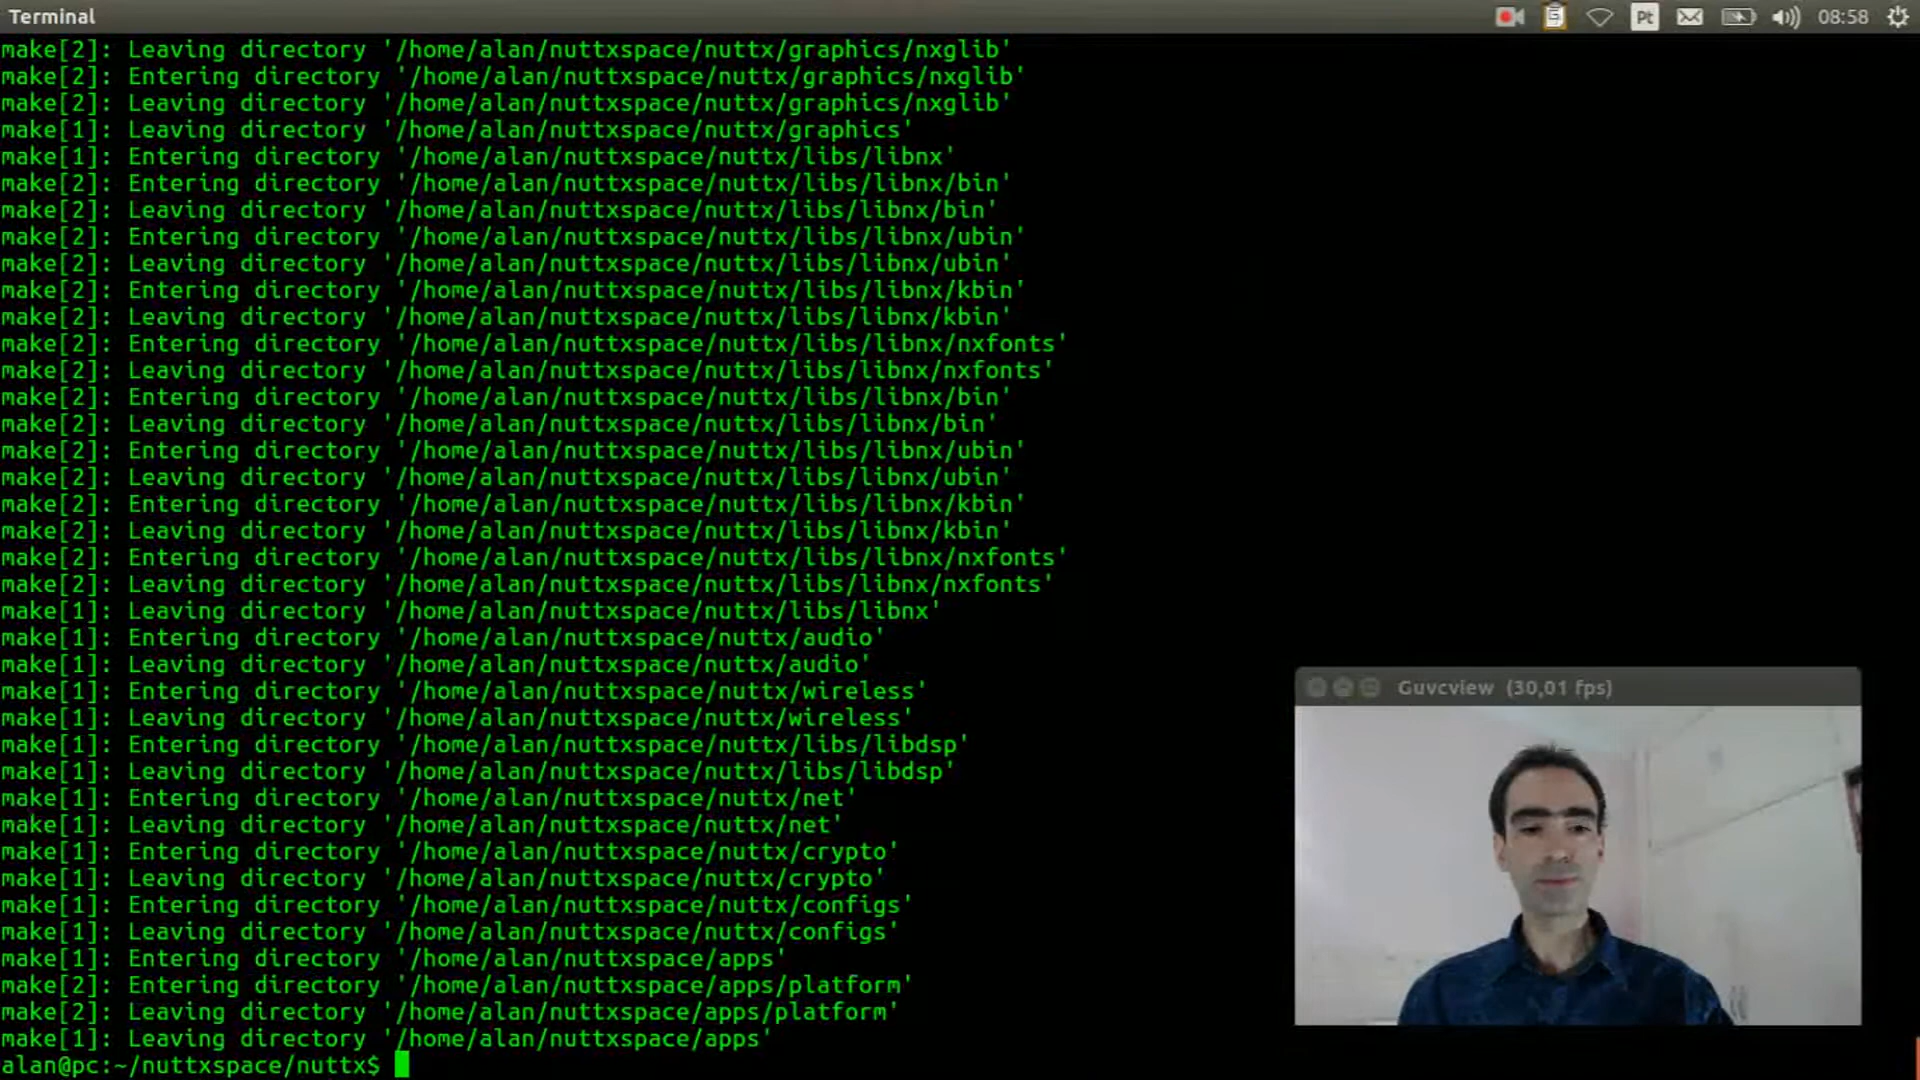 Terminal
Pt
08:58
make[2]: Leaving directory '/home/alan/nuttxspace/nuttx/graphics/nxglib'
make[2]: Entering directory '/home/alan/nuttxspace/nuttx/graphics/nxglib'
make[2]: Leaving directory '/home/alan/nuttxspace/nuttx/graphics/nxglib'
make[1]: Leaving directory '/home/alan/nuttxspace/nuttx/graphics'
make[1]: Entering directory '/home/alan/nuttxspace/nuttx/libs/libnx'
make[2]: Entering directory '/home/alan/nuttxspace/nuttx/libs/libnx/bin'
make[2]: Leaving directory '/home/alan/nuttxspace/nuttx/libs/libnx/bin'
make[2]: Entering directory '/home/alan/nuttxspace/nuttx/libs/libnx/ubin'
make[2]: Leaving directory '/home/alan/nuttxspace/nuttx/libs/libnx/ubin'
make[2]: Entering directory '/home/alan/nuttxspace/nuttx/libs/libnx/kbin'
make[2]: Leaving directory '/home/alan/nuttxspace/nuttx/libs/libnx/kbin'
make[2]: Entering directory '/home/alan/nuttxspace/nuttx/libs/libnx/nxfonts'
make[2]: Leaving directory '/home/alan/nuttxspace/nuttx/libs/libnx/nxfonts'
make[2]: Entering directory '/home/alan/nuttxspace/nuttx/libs/libnx/bin'
make[2]: Leaving directory '/home/alan/nuttxspace/nuttx/libs/libnx/bin'
make[2]: Entering directory '/home/alan/nuttxspace/nuttx/libs/libnx/ubin'
make[2]: Leaving directory '/home/alan/nuttxspace/nuttx/libs/libnx/ubin'
make[2]: Entering directory '/home/alan/nuttxspace/nuttx/libs/libnx/kbin'
make[2]: Leaving directory '/home/alan/nuttxspace/nuttx/libs/libnx/kbin'
make[2]: Entering directory '/home/alan/nuttxspace/nuttx/libs/libnx/nxfonts'
make[2]: Leaving directory '/home/alan/nuttxspace/nuttx/libs/libnx/nxfonts'
make[1]: Leaving directory '/home/alan/nuttxspace/nuttx/libs/libnx'
make[1]: Entering directory '/home/alan/nuttxspace/nuttx/audio'
make[1]: Leaving directory '/home/alan/nuttxspace/nuttx/audio'
make[1]: Entering directory '/home/alan/nuttxspace/nuttx/wireless'
make[1]: Leaving directory '/home/alan/nuttxspace/nuttx/wireless'
make[1]: Entering directory '/home/alan/nuttxspace/nuttx/libs/libdsp'
make[1]: Leaving directory '/home/alan/nuttxspace/nuttx/libs/libdsp'
make[1]: Entering directory '/home/alan/nuttxspace/nuttx/net'
make[1]: Leaving directory '/home/alan/nuttxspace/nuttx/net'
make[1]: Entering directory '/home/alan/nuttxspace/nuttx/crypto'
make[1]: Leaving directory '/home/alan/nuttxspace/nuttx/crypto'
make[1]: Entering directory '/home/alan/nuttxspace/nuttx/configs'
make[1]: Leaving directory '/home/alan/nuttxspace/nuttx/configs'
make[1]: Entering directory '/home/alan/nuttxspace/apps'
make[2]: Entering directory '/home/alan/nuttxspace/apps/platform'
make[2]: Leaving directory '/home/alan/nuttxspace/apps/platform'
make[1]: Leaving directory '/home/alan/nuttxspace/apps'
alan@pc:~/nuttxspace/nuttx$
Guvcview (30,01 fps)